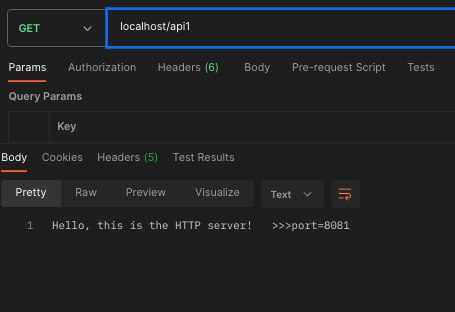 GET localhost/api1
Params Authorization Headers (6) Body Pre-request Script Tests
Query Params
Key
Body Cookies Headers (5) Test Results
Pretty Raw Preview Visualize Text
1 Hello, this is the HTTP server! >>>port=8081